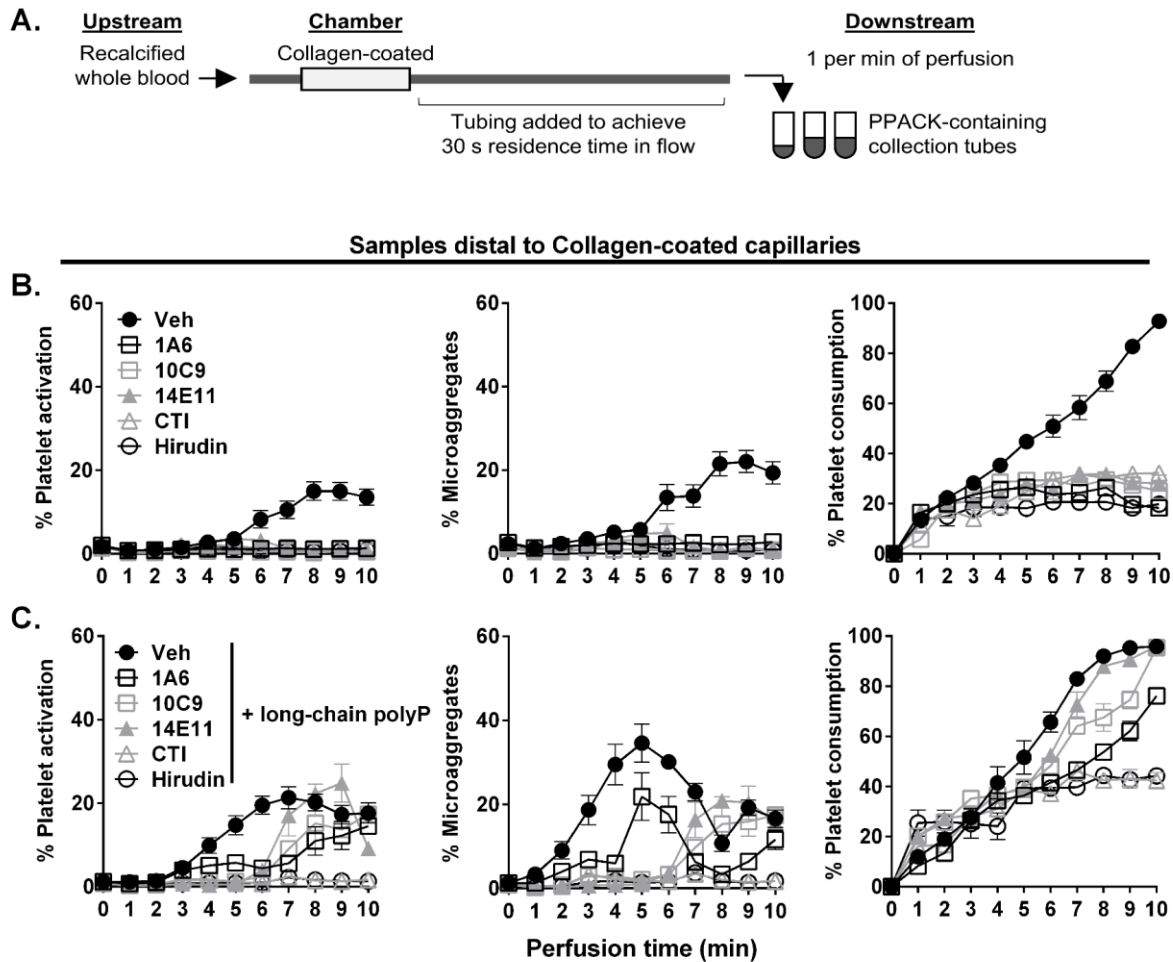 A.
Upstream
Recalcified
whole blood
Chamber
Collagen-coated
Tubing added to achieve
30 s residence time in flow
Downstream
1 per min of perfusion
PPACK-containing
collection tubes
Samples distal to Collagen-coated capillaries
B.
% Platelet activation
60
40
20
0
Veh
1A6
10C9
14E11
CTI
Hirudin
0 1 2 3 4 5 6 7 8 9 10
% Microaggregates
60
40
20
0
0 1 2 3 4 5 6 7 8 9 10
% Platelet consumption
100
80
60
40
20
0
0 1 2 3 4 5 6 7 8 9 10
C.
% Platelet activation
60
40
20
0
Veh
1A6
10C9
14E11
CTI
Hirudin
+ long-chain polyP
0 1 2 3 4 5 6 7 8 9 10
% Microaggregates
60
40
20
0
0 1 2 3 4 5 6 7 8 9 10
% Platelet consumption
100
80
60
40
20
0
0 1 2 3 4 5 6 7 8 9 10
Perfusion time (min)